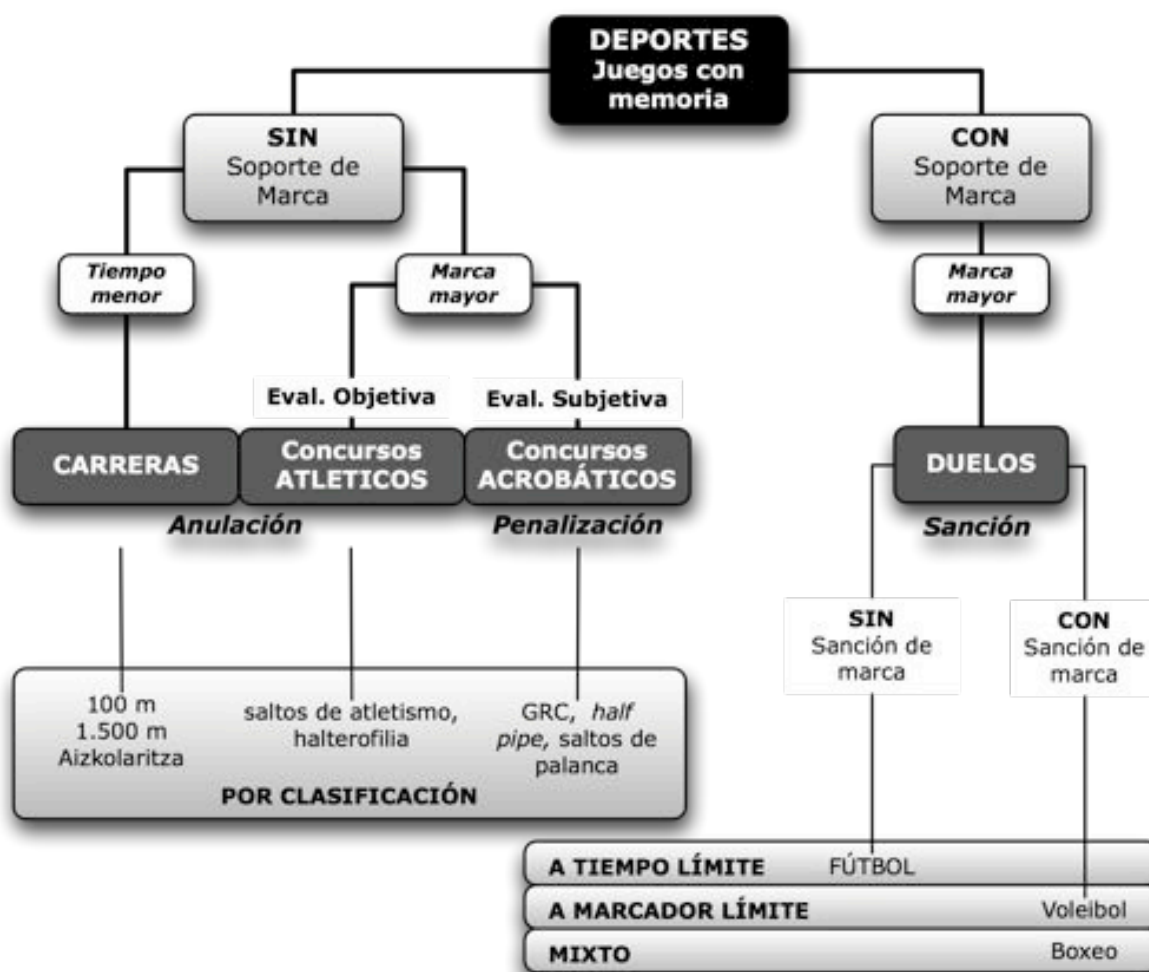 DEPORTES
Juegos con
memoria
SIN
Soporte de
Marca
CON
Soporte de
Marca
Tiempo
menor
Marca
mayor
Marca
mayor
Eval. Objetiva
Eval. Subjetiva
CARRERAS
Concursos
ATLETICOS
Concursos
ACROBÁTICOS
DUELOS
Anulación
Penalización
Sanción
SIN
Sanción de
marca
CON
Sanción de
marca
100 m
1.500 m
Aizkolaritza
saltos de atletismo,
halterofilia
GRC, half
pipe, saltos de
palanca
POR CLASIFICACIÓN
A TIEMPO LÍMITE FÚTBOL
A MARCADOR LÍMITE Voleibol
MIXTO Boxeo